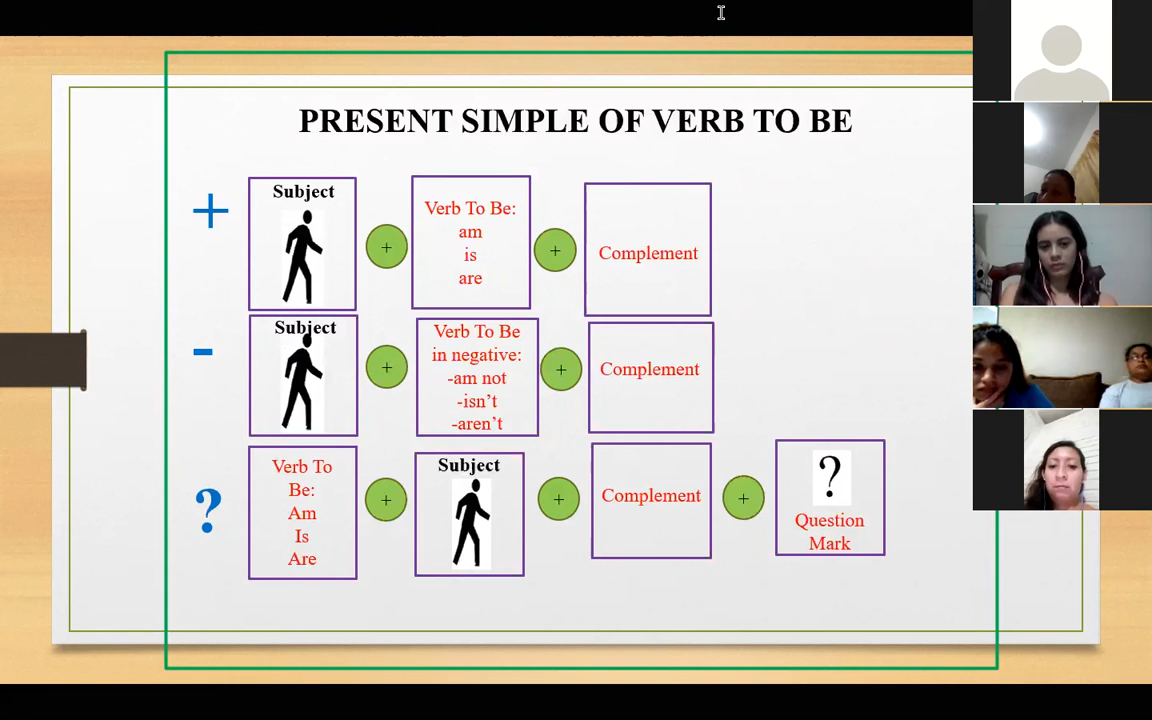 PRESENT SIMPLE OF VERB TO BE
+
Subject
+
Verb To Be:
am
is
are
+
Complement
-
Subject
+
Verb To Be
in negative:
-am not
-isn't
-aren't
+
Complement
?
Verb To
Be:
Am
Is
Are
+
Subject
+
Complement
+
?
Question
Mark